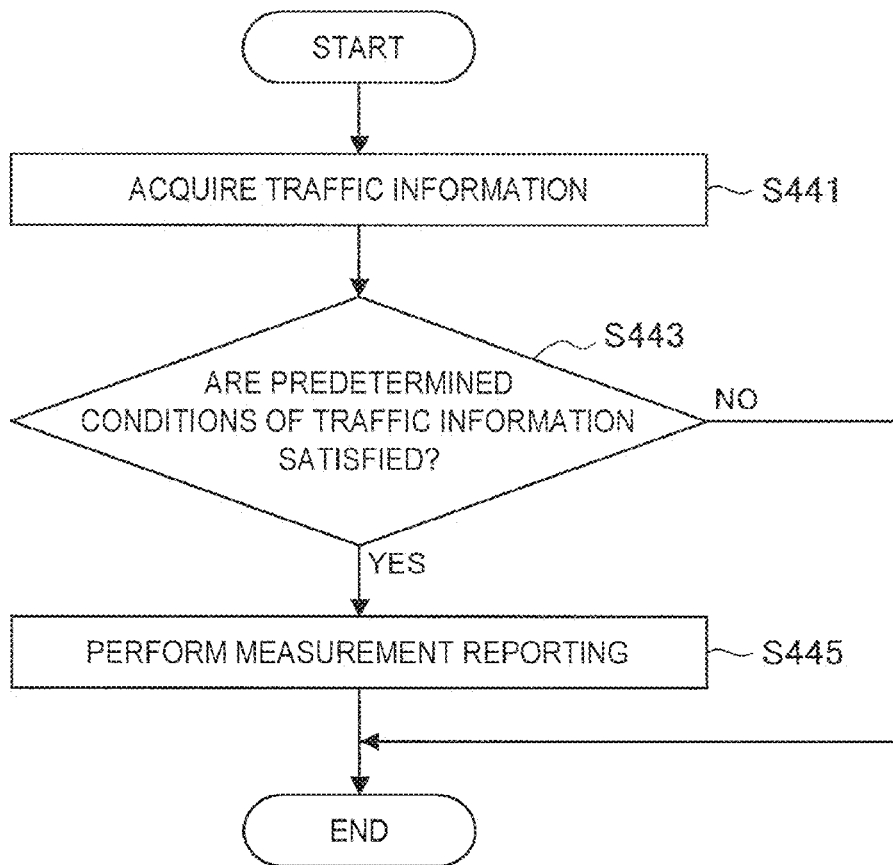 START
ACQUIRE TRAFFIC INFORMATION
S441
S443
ARE PREDETERMINED
CONDITIONS OF TRAFFIC INFORMATION
SATISFIED?
NO
YES
PERFORM MEASUREMENT REPORTING
S445
END